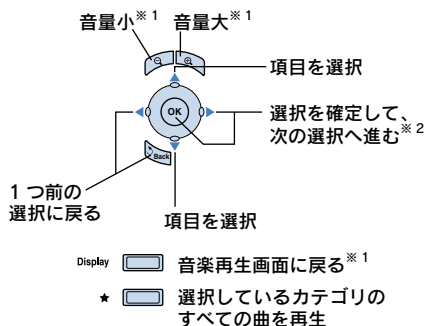 音量小※1
音量大※1
項目を選択
OK
選択を確定して、
次の選択へ進む※2
Back
1つ前の
選択に戻る
項目を選択
Display 音楽再生画面に戻る※1
★ 選択しているカテゴリの
すべての曲を再生